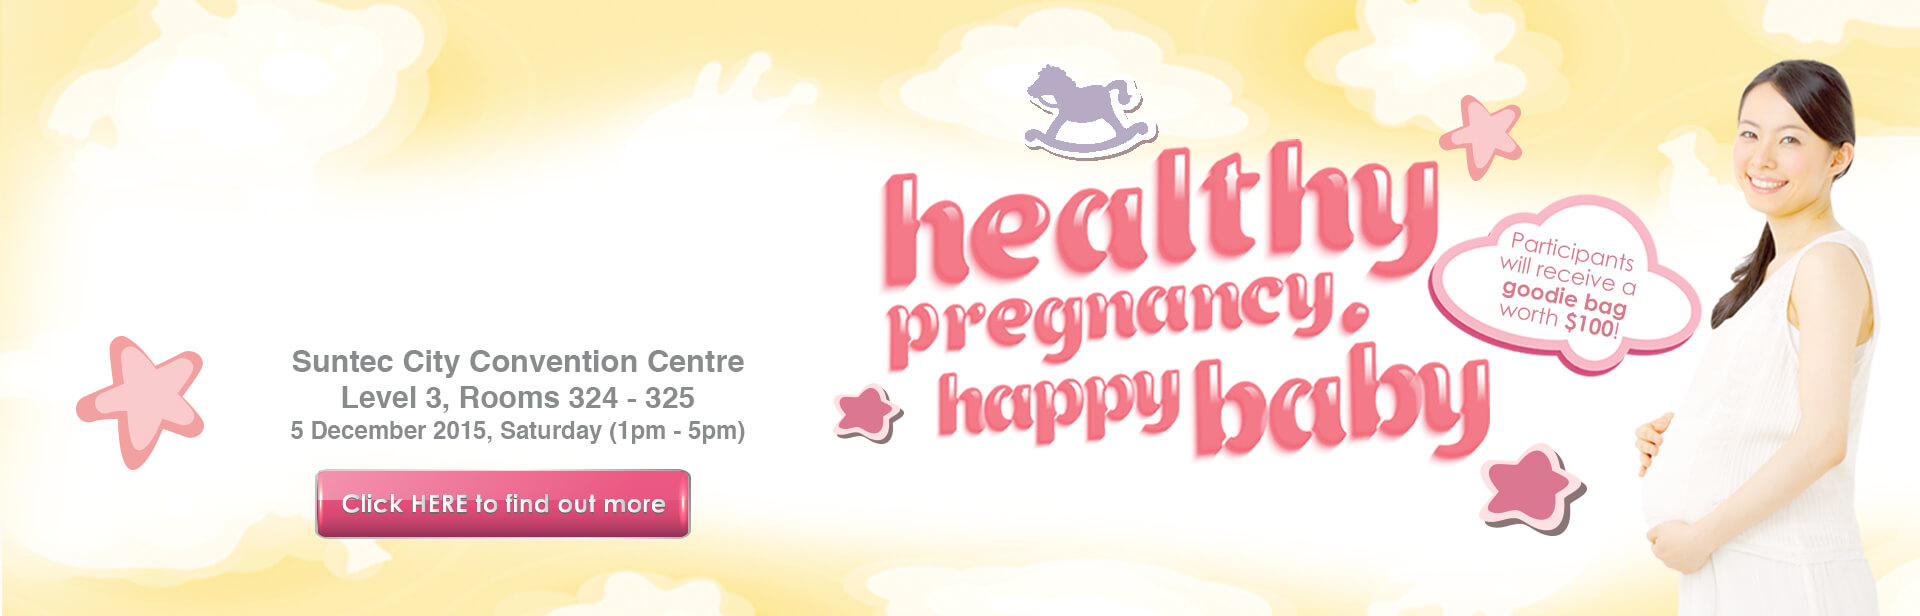 Suntec City Convention Centre
Level 3, Rooms 324 - 325
5 December 2015, Saturday (1pm - 5pm)
Click HERE to find out more
healthy
pregnancy.
happy baby
Participants
will receive a
goodie bag
worth $100!